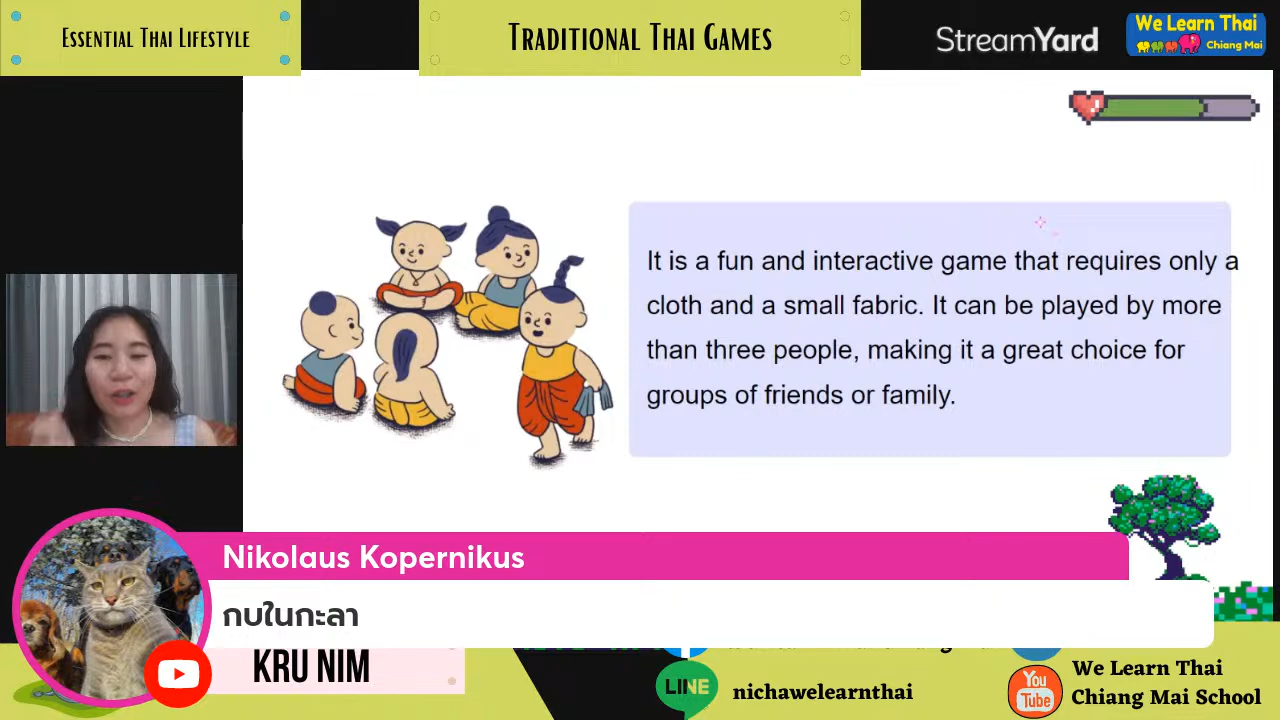 ESSENTIAL THAI LIFESTYLE
TRADITIONAL THAI GAMES
StreamYard
We Learn Thai
Chiang Mai
It is a fun and interactive game that requires only a
cloth and a small fabric. It can be played by more
than three people, making it a great choice for
groups of friends or family.
Nikolaus Kopernikus
กบในกะลา
KRU NIM
LINE
nichawelearnthai
You
Tube
We Learn Thai
Chiang Mai School